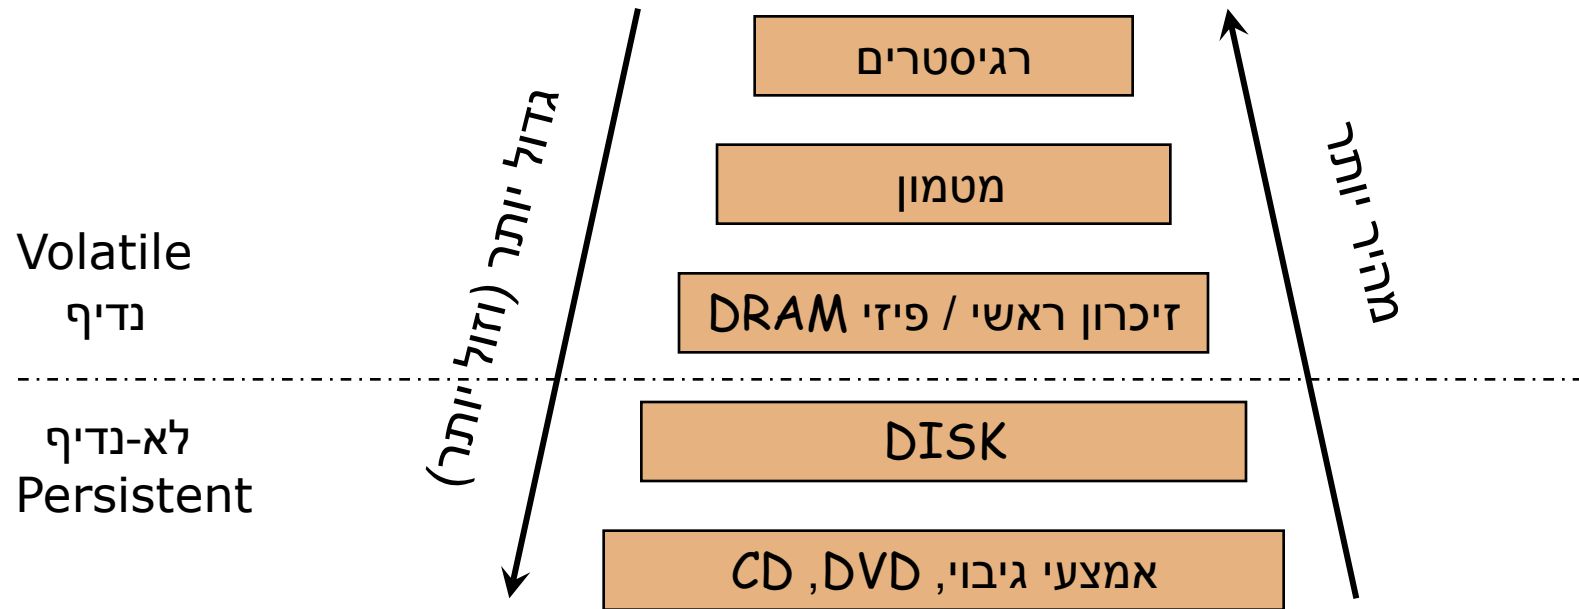 רגיסטרים
מטמון
זיכרון ראשי / פיזי DRAM
DISK
אמצעי גיבוי, CD ,DVD
מהיר יותר
גדול יותר (וזול יותר)
Volatile
נדיף
לא-נדיף
Persistent